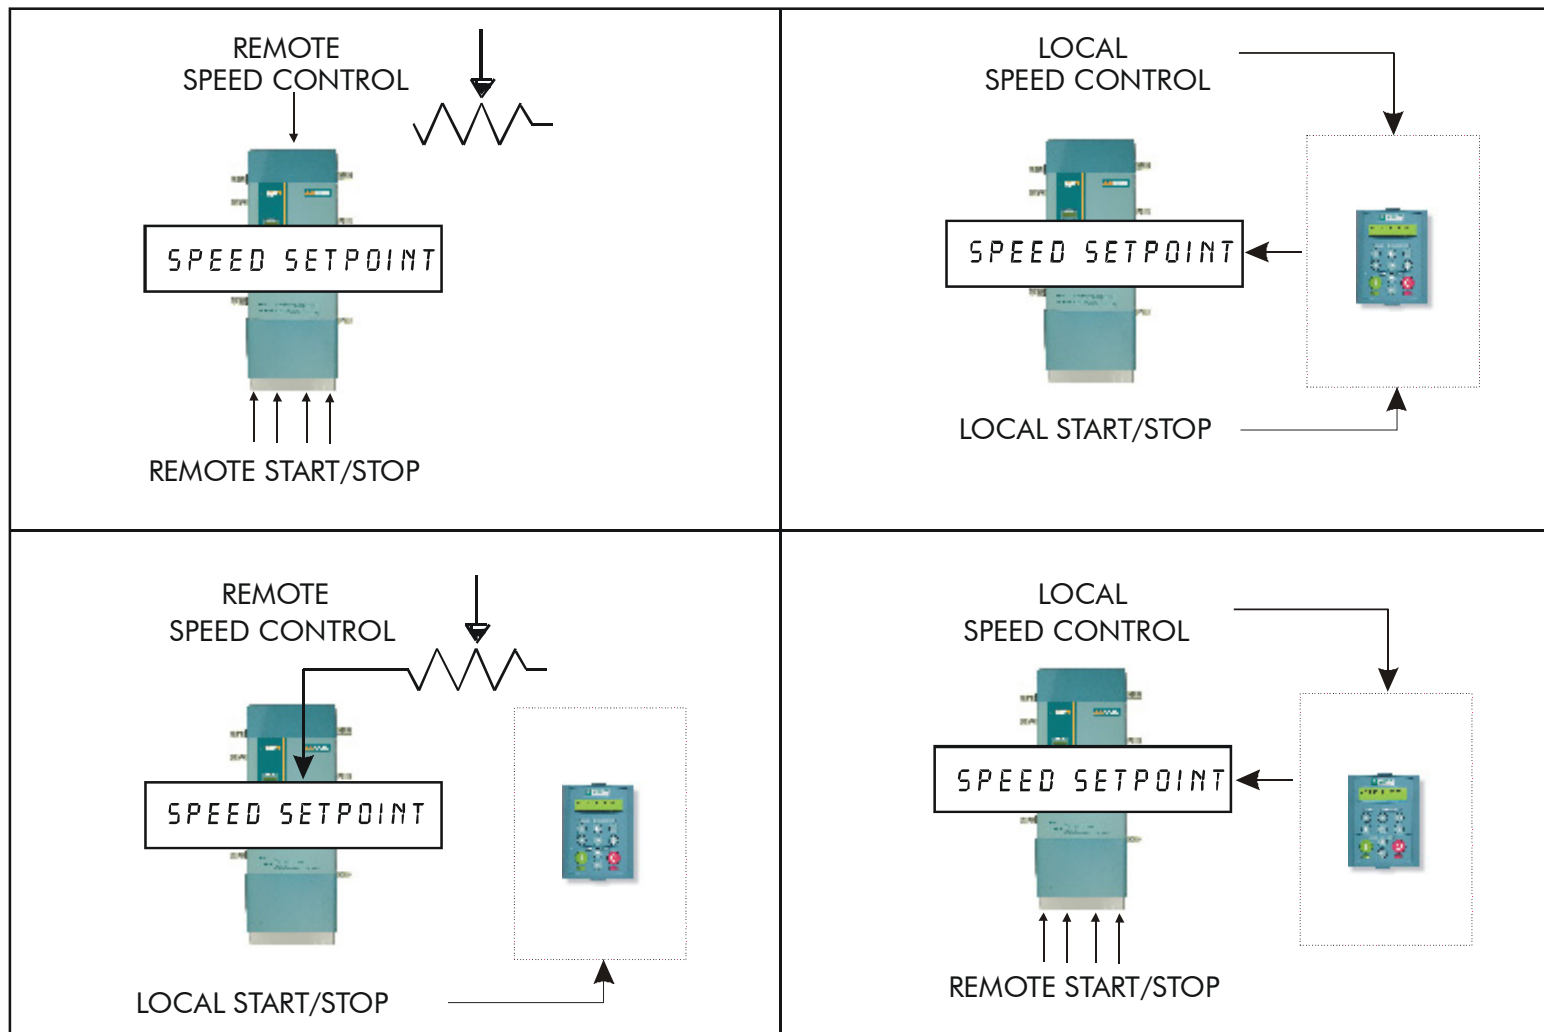 REMOTE
SPEED CONTROL
SPEED SETPOINT
REMOTE START/STOP
LOCAL
SPEED CONTROL
SPEED SETPOINT
LOCAL START/STOP
REMOTE
SPEED CONTROL
SPEED SETPOINT
LOCAL START/STOP
LOCAL
SPEED CONTROL
SPEED SETPOINT
REMOTE START/STOP